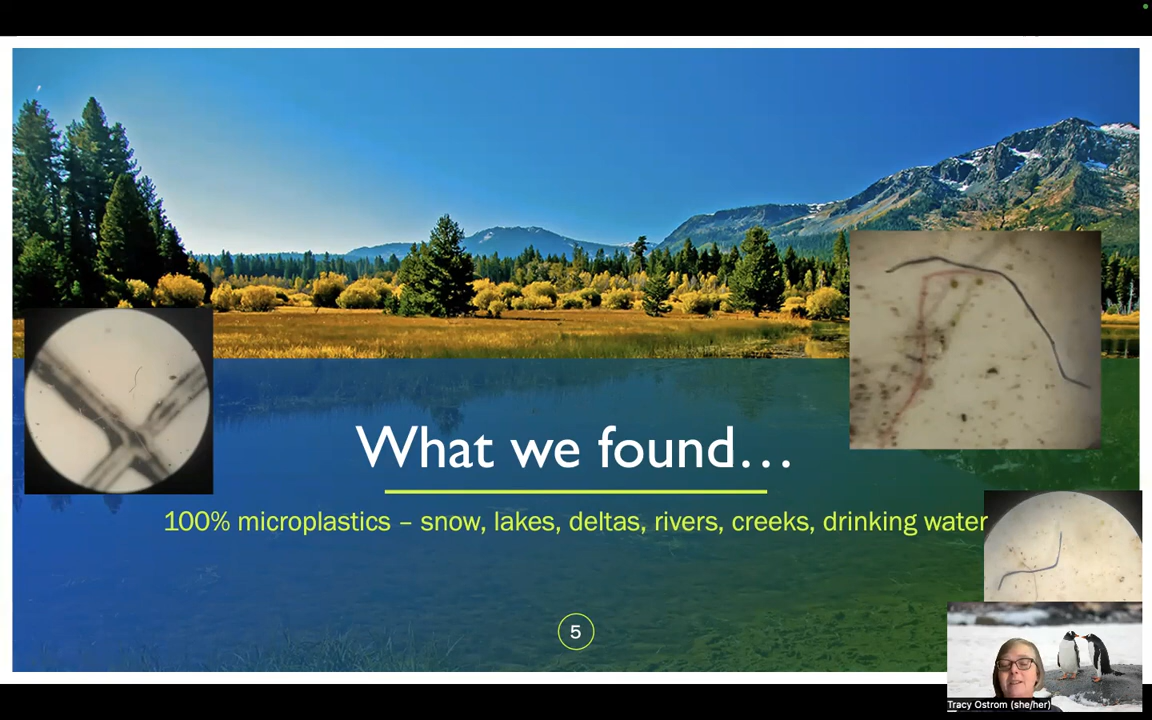 What we found…
100% microplastics – snow, lakes, deltas, rivers, creeks, drinking water
5
Tracy Ostrom (she/her)